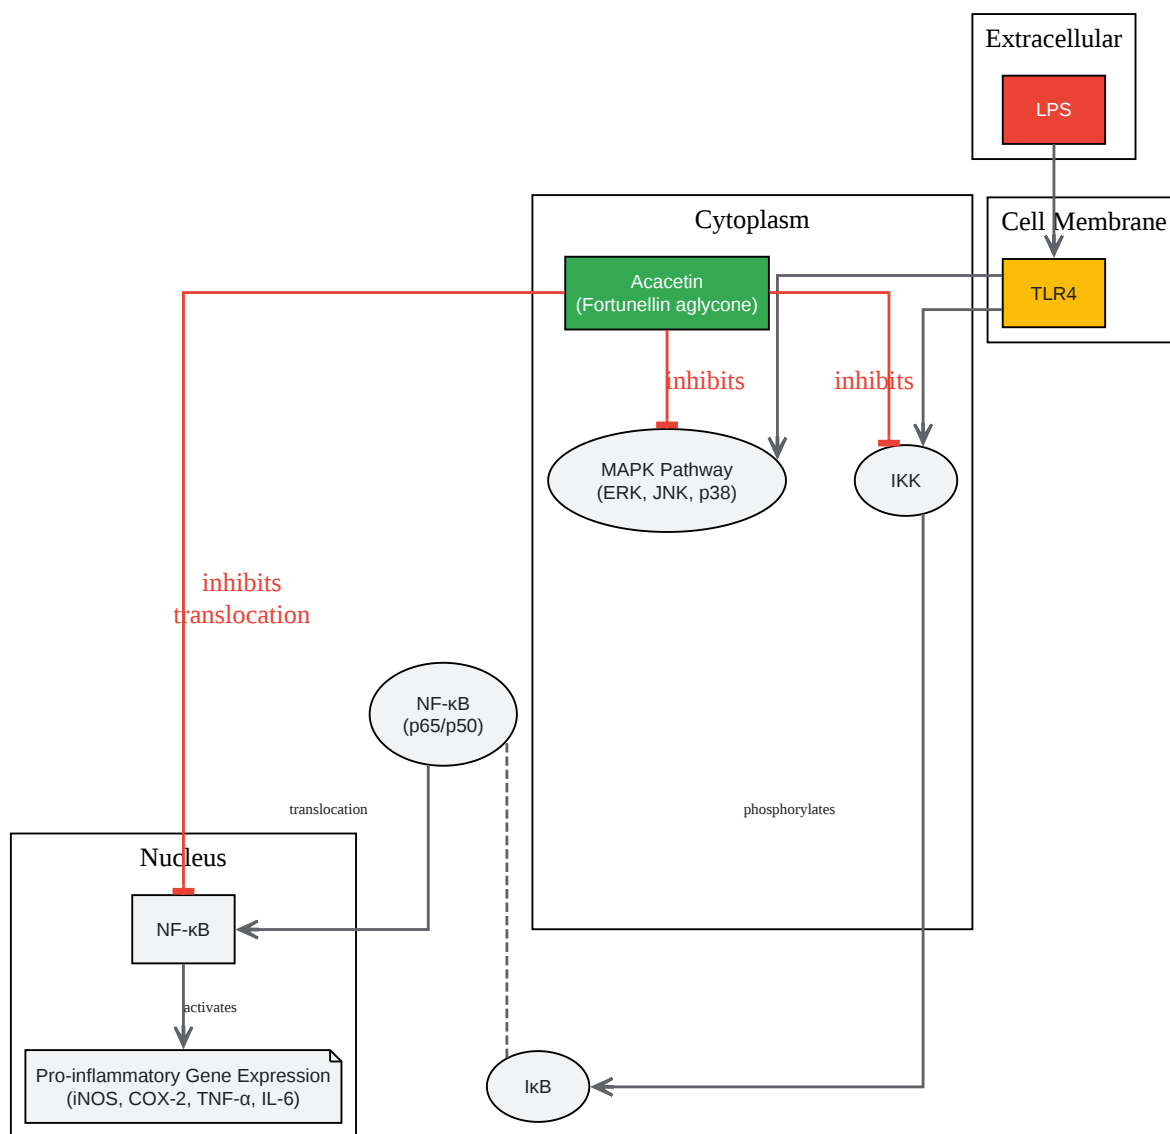 Extracellular
LPS
Cell Membrane
TLR4
Cytoplasm
Acacetin
(Fortunellin aglycone)
inhibits
inhibits
MAPK Pathway
(ERK, JNK, p38)
IKK
inhibits
translocation
NF-κB
(p65/p50)
translocation
phosphorylates
Nucleus
NF-κB
activates
Pro-inflammatory Gene Expression
(iNOS, COX-2, TNF-α, IL-6)
IκB